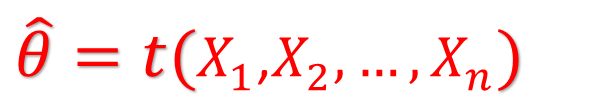 θ̂ = t(X₁,X₂, …, Xₙ)